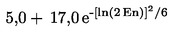 5,0 + 17,0 e^-[ln(2 En)]²/6